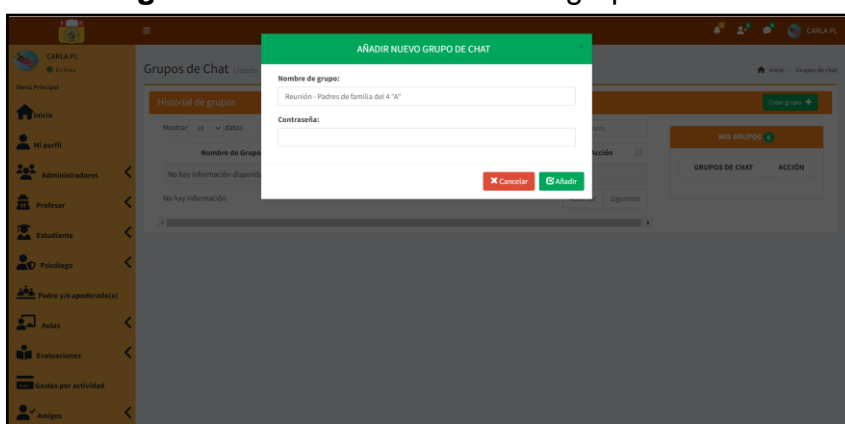 CARLA PL
CARLA PL
En línea
Menú Principal
Inicio
Mi perfil
Administradores
Profesor
Estudiante
Psicólogo
Padre y/o apoderado(a)
Aulas
Evaluaciones
Gastos por actividad
Amigos
Grupos de Chat Listado
Inicio - Grupos de chat
Historial de grupos
Crear grupo
Mostrar 10 datos
Nombre de Grupo
Acción
No hay información disponib
No hay información
Siguiente
MIS GRUPOS 0
GRUPOS DE CHAT ACCIÓN
AÑADIR NUEVO GRUPO DE CHAT
Nombre de grupo:
Reunión - Padres de familia del 4 "A"
Contraseña:
Cancelar
Añadir